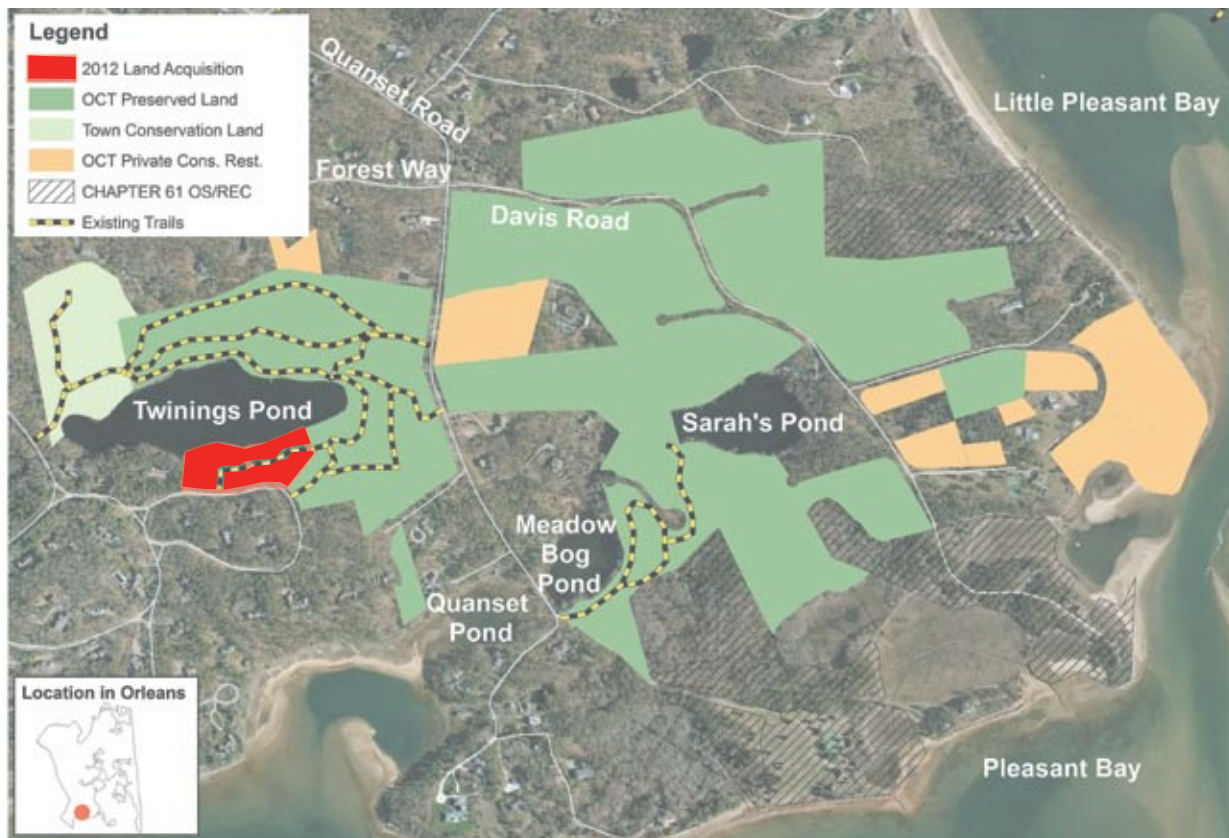 Legend
2012 Land Acquisition
OCT Preserved Land
Town Conservation Land
OCT Private Cons. Rest.
CHAPTER 61 OS/REC
Existing Trails
Quanset Road
Little Pleasant Bay
Forest Way
Davis Road
Twinings Pond
Sarah's Pond
Meadow
Bog
Pond
Quanset
Pond
Location in Orleans
Pleasant Bay